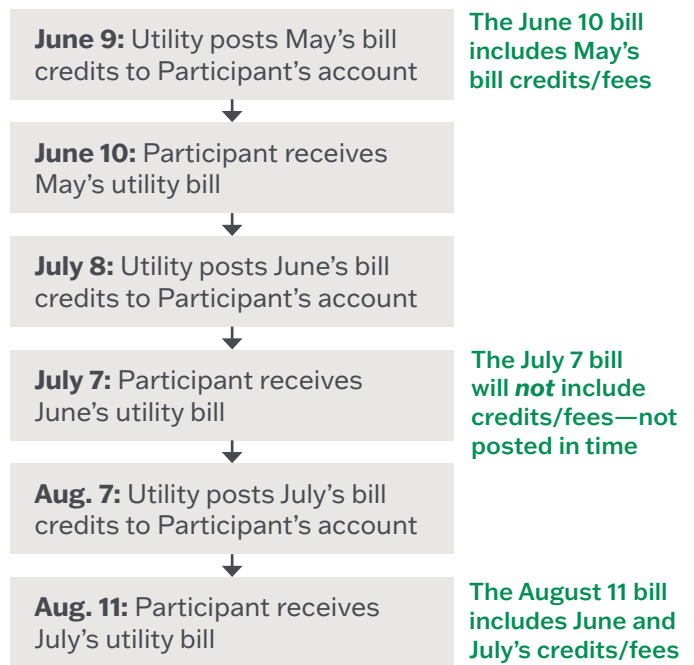 June 9: Utility posts May's bill
credits to Participant's account
The June 10 bill
includes May's
bill credits/fees
June 10: Participant receives
May's utility bill
July 8: Utility posts June's bill
credits to Participant's account
July 7: Participant receives
June's utility bill
The July 7 bill
will not include
credits/fees—not
posted in time
Aug. 7: Utility posts July's bill
credits to Participant's account
Aug. 11: Participant receives
July's utility bill
The August 11 bill
includes June and
July's credits/fees